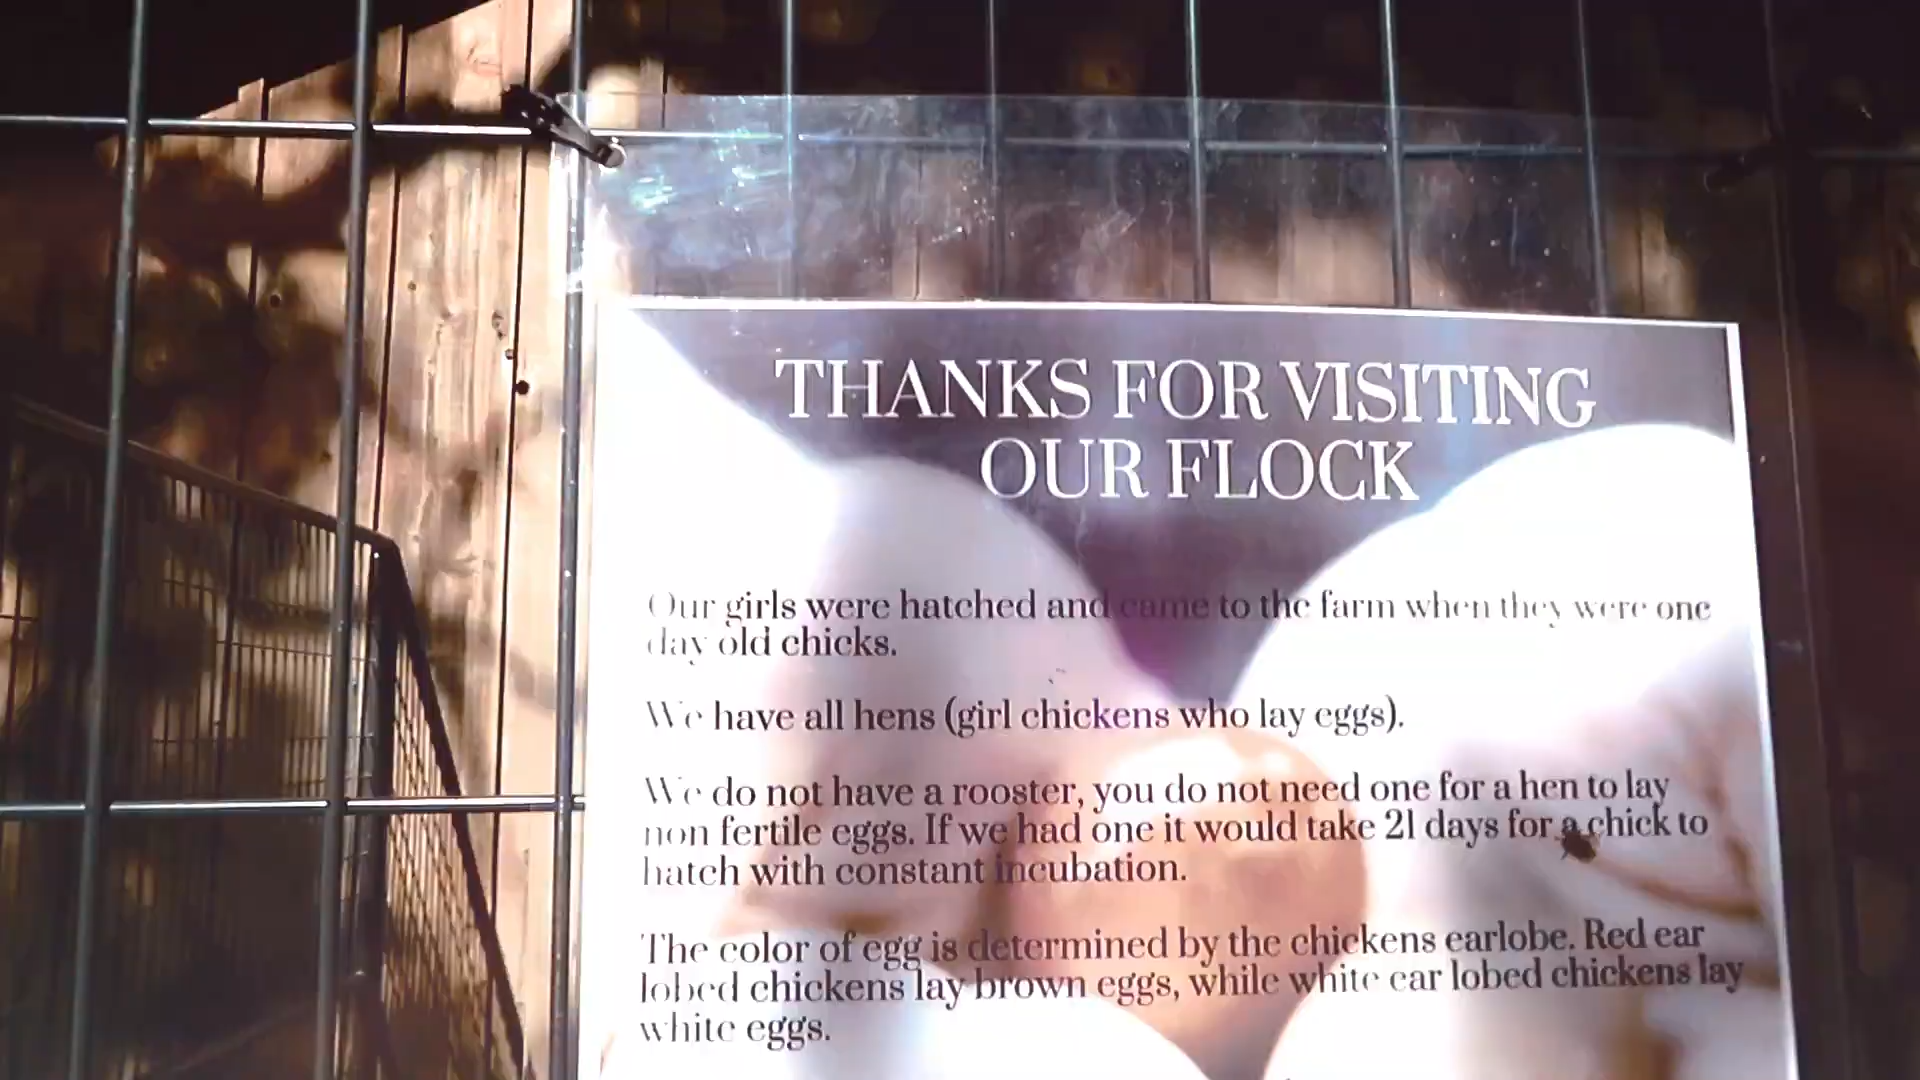 THANKS FOR VISITING
OUR FLOCK
Our girls were hatched and came to the farm when they were one
day old chicks.
We have all hens (girl chickens who lay eggs).
We do not have a rooster, you do not need one for a hen to lay
non fertile eggs. If we had one it would take 21 days for a chick to
hatch with constant incubation.
The color of egg is determined by the chickens earlobe. Red ear
lobed chickens lay brown eggs, while white ear lobed chickens lay
white eggs.